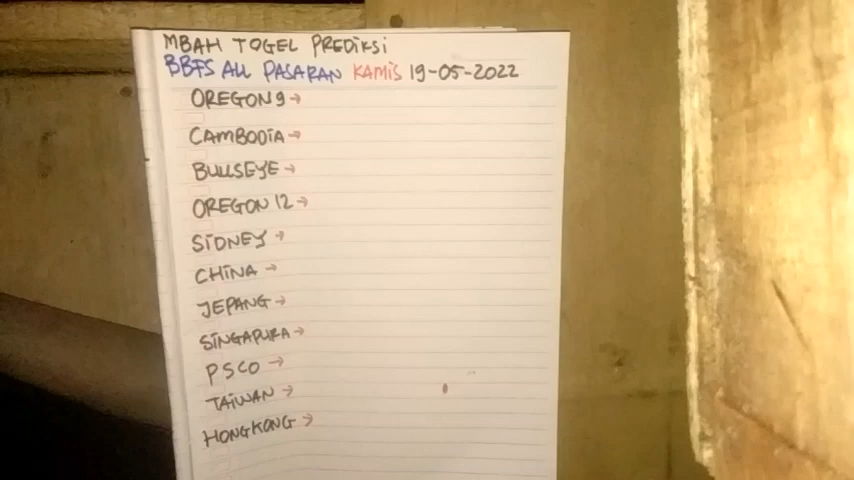 MBAH TOGEL PREDIKSI
BBFS ALL PASARAN KAMIS 19-05-2022
OREGON 9 →
CAMBODIA →
BULLSEYE →
OREGON 12 →
SIDNEY →
CHINA →
JEPANG →
SINGAPURA →
PSCO →
TAIWAN →
HONGKONG →